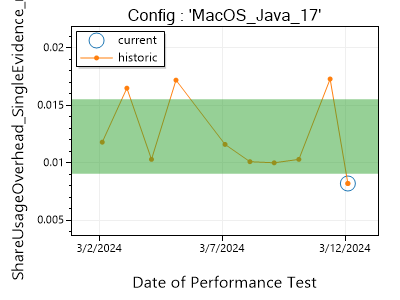 Config : 'MacOS_Java_17'
ShareUsageOverhead_SingleEvidence_
current
historic
0.02
0.015
0.01
0.005
3/2/2024
3/7/2024
3/12/2024
Date of Performance Test